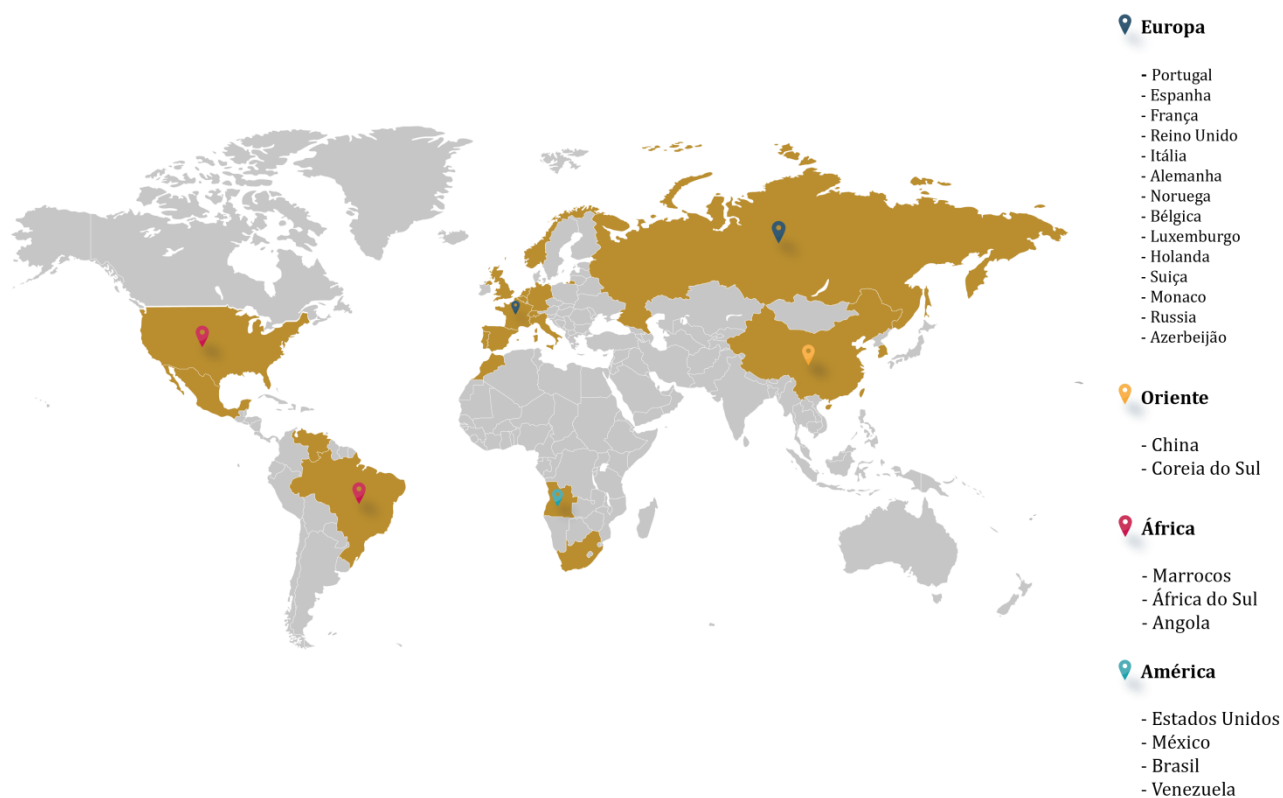 Europa
- Portugal
- Espanha
- França
- Reino Unido
- Itália
- Alemanha
- Noruega
- Bélgica
- Luxemburgo
- Holanda
- Suiça
- Monaco
- Russia
- Azerbeijão
Oriente
- China
- Coreia do Sul
África
- Marrocos
- África do Sul
- Angola
América
- Estados Unidos
- México
- Brasil
- Venezuela